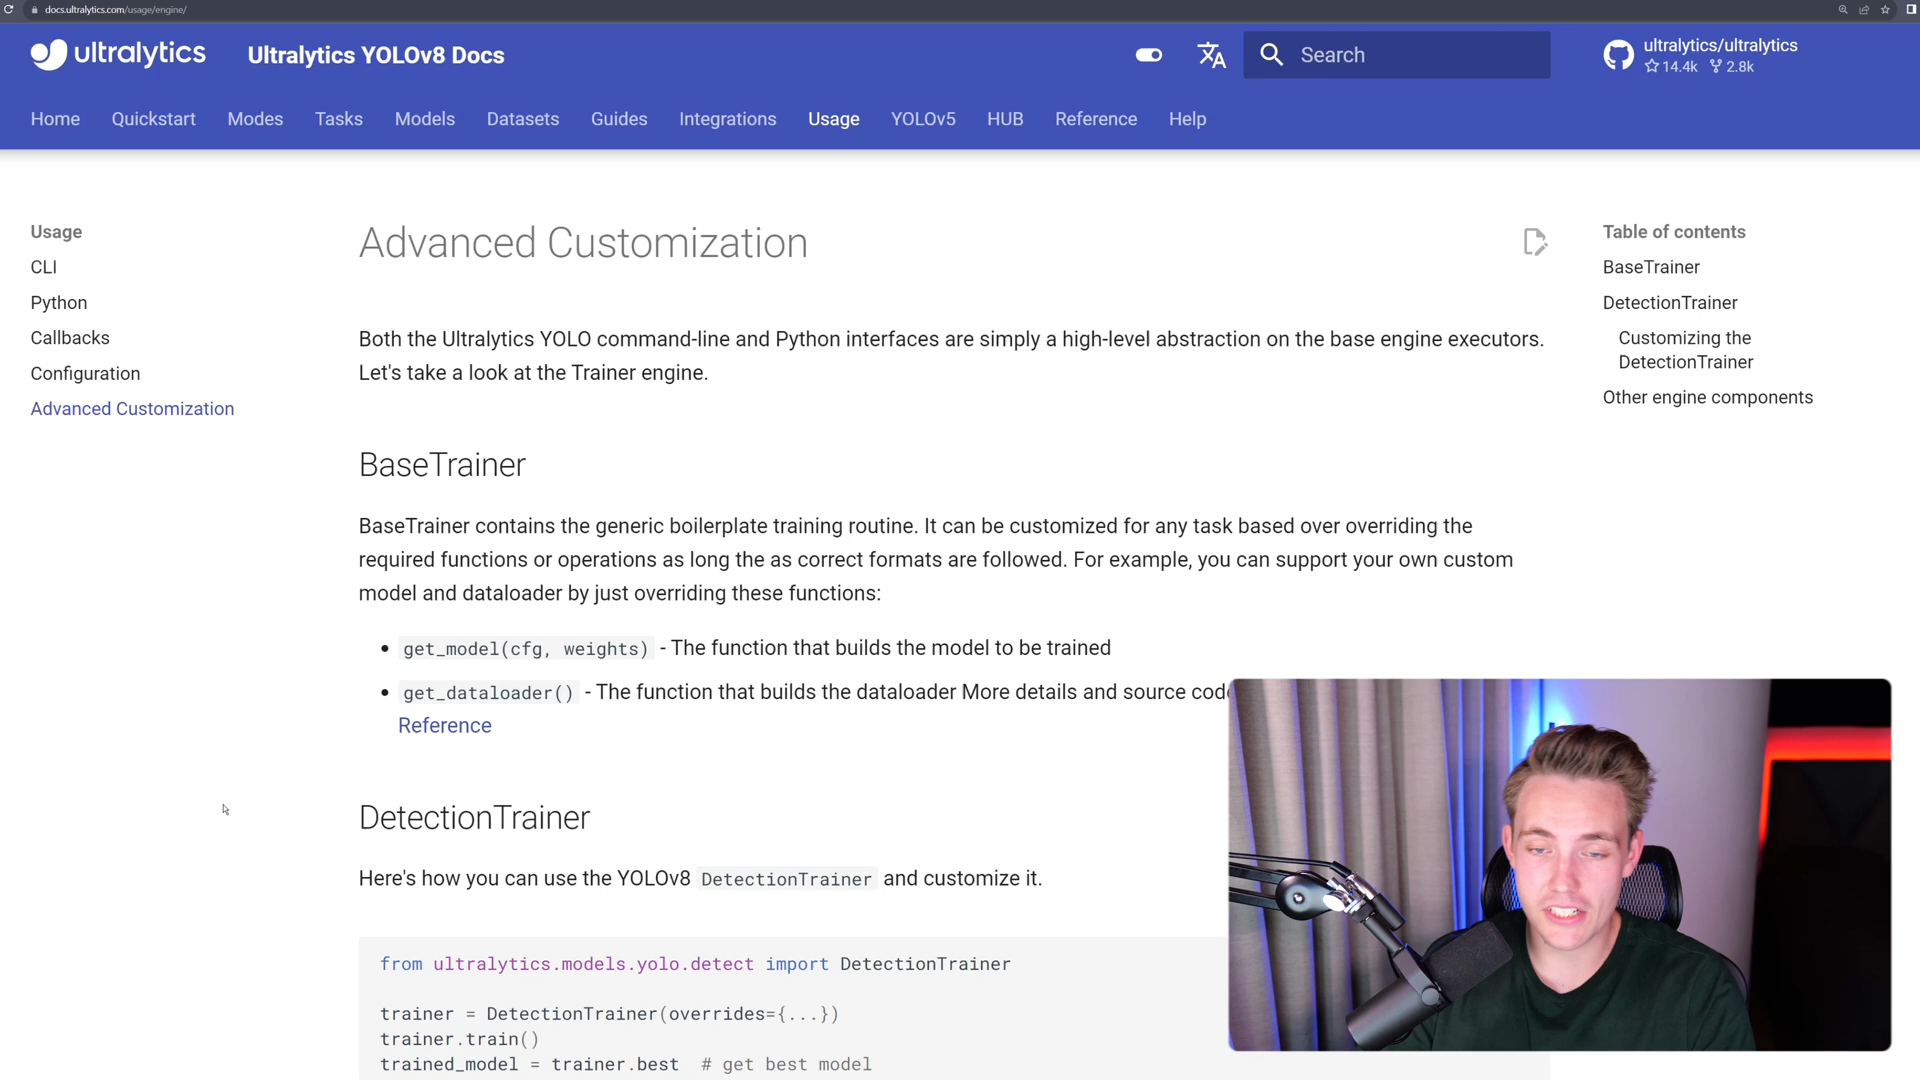 docs.ultralytics.com/usage/engine/
ultralytics
Ultralytics YOLOv8 Docs
Search
ultralytics/ultralytics
14.4k 2.8k
Home Quickstart Modes Tasks Models Datasets Guides Integrations Usage YOLOv5 HUB Reference Help
Usage
CLI
Python
Callbacks
Configuration
Advanced Customization
Advanced Customization
Both the Ultralytics YOLO command-line and Python interfaces are simply a high-level abstraction on the base engine executors.
Let's take a look at the Trainer engine.
BaseTrainer
BaseTrainer contains the generic boilerplate training routine. It can be customized for any task based over overriding the
required functions or operations as long the as correct formats are followed. For example, you can support your own custom
model and dataloader by just overriding these functions:
get_model(cfg, weights) - The function that builds the model to be trained
get_dataloader() - The function that builds the dataloader More details and source code
Reference
DetectionTrainer
Here's how you can use the YOLOv8 DetectionTrainer and customize it.
from ultralytics.models.yolo.detect import DetectionTrainer
trainer = DetectionTrainer(overrides={...})
trainer.train()
trained_model = trainer.best # get best model
Table of contents
BaseTrainer
DetectionTrainer
Customizing the
DetectionTrainer
Other engine components